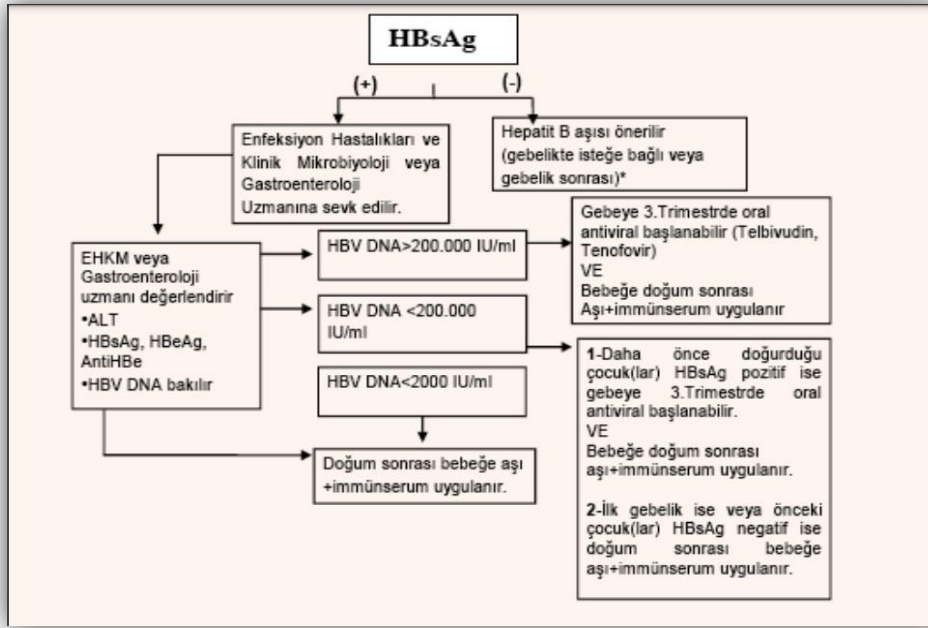 HBsAg
(+)
(-)
Enfeksiyon Hastalıkları ve
Klinik Mikrobiyoloji veya
Gastroenteroloji
Uzmanına sevk edilir.
Hepatit B aşısı önerilir
(gebelikte isteğe bağlı veya
gebelik sonrası)*
EHKM veya
Gastroenteroloji
uzmanı değerlendirir
•ALT
•HBsAg, HBeAg,
AntiHBe
•HBV DNA bakılır
HBV DNA>200.000 IU/ml
Gebeye 3.Trimestrde oral
antiviral başlanabilir (Telbivudin,
Tenofovir)
VE
Bebeğe doğum sonrası
Aşı+immünserum uygulanır
HBV DNA <200.000
IU/ml
1-Daha önce doğurduğu
çocuk(lar) HBsAg pozitif ise
gebeye 3.Trimestrde oral
antiviral başlanabilir.
VE
Bebeğe doğum sonrası
aşı+immünserum uygulanır.
2-İlk gebelik ise veya önceki
çocuk(lar) HBsAg negatif ise
doğum sonrası bebeğe
aşı+immünserum uygulanır.
HBV DNA<2000 IU/ml
Doğum sonrası bebeğe aşı
+immünserum uygulanır.